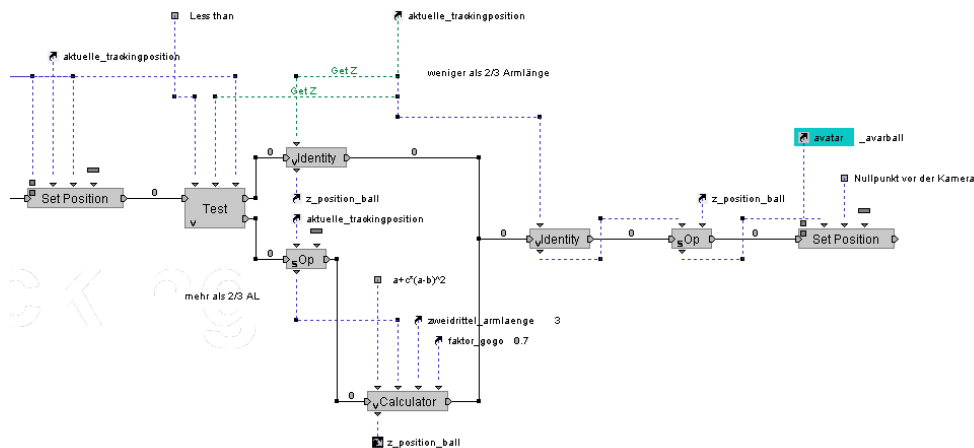 Less than
aktuelle_trackingposition
aktuelle_trackingposition
Get Z
weniger als 2/3 Armlänge
Get Z
avatar _avarball
0
Identity
0
Nullpunkt vor der Kamera
z_position_ball
z_position_ball
Set Position
0
Test
aktuelle_trackingposition
0
Identity
0
Op
0
Set Position
Op
a+c*(a-b)^2
mehr als 2/3 AL
ck ng
zweidrittel_armlaenge 3
faktor_gogo 0.7
0
0
Calculator
z_position_ball